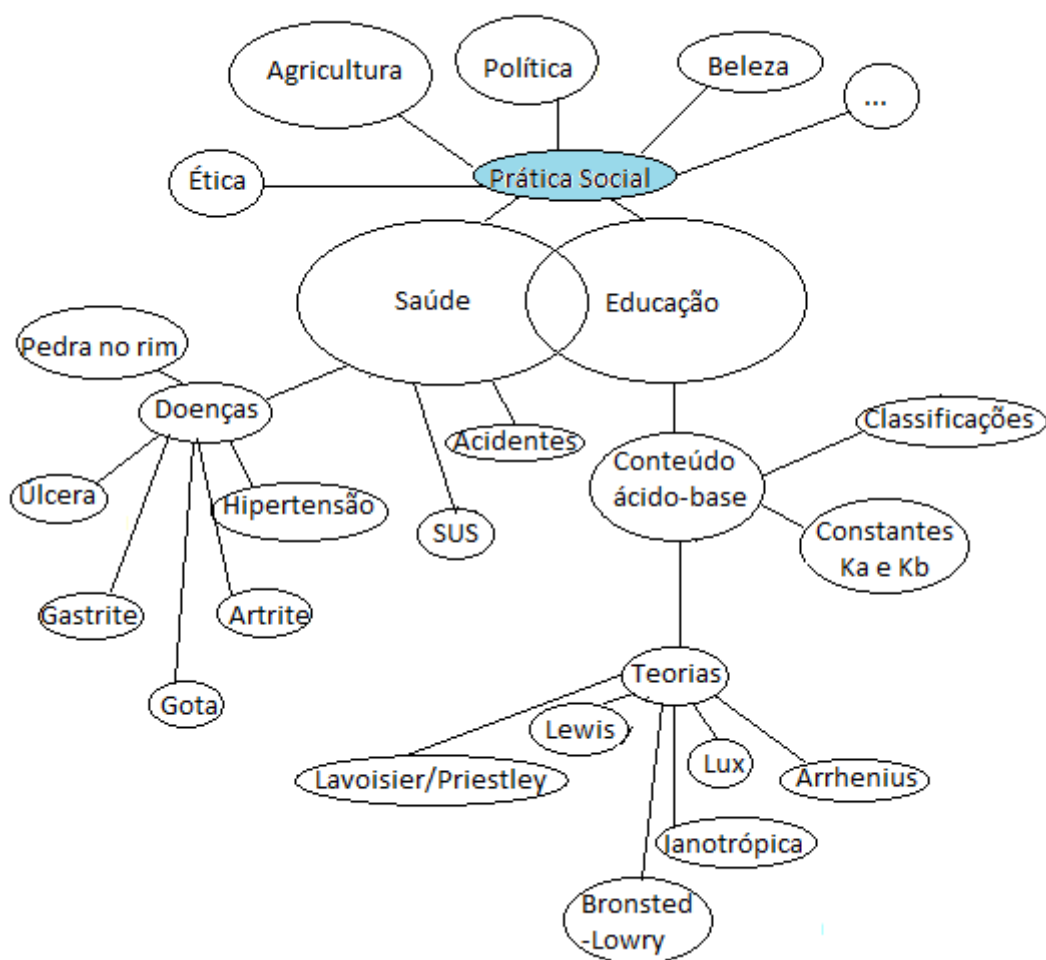 Agricultura
Política
Beleza
...
Ética
Prática Social
Saúde
Educação
Pedra no rim
Doenças
Classificações
Acidentes
Conteúdo
ácido-base
Úlcera
Hipertensão
SUS
Constantes
Ka e Kb
Gastrite
Artrite
Gota
Teorias
Lewis
Lux
Lavoisier/Priestley
Arrhenius
Ianotrópica
Bronsted
-Lowry